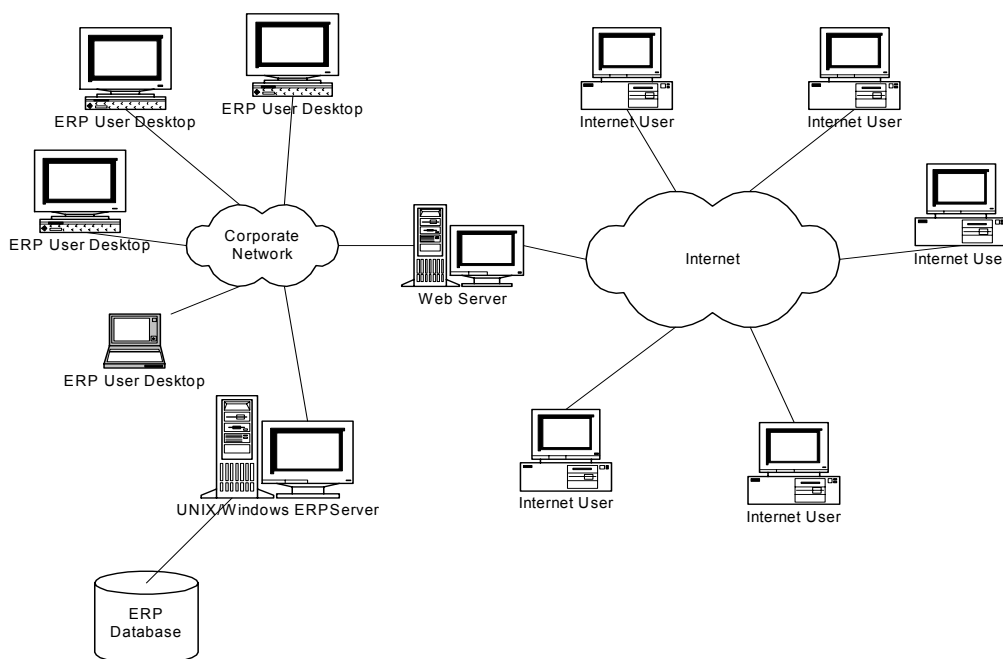 ERP User Desktop
ERP User Desktop
Internet User
Internet User
ERP User Desktop
Corporate
Network
Web Server
Internet
Internet User
ERP User Desktop
UNIX/Windows ERPServer
Internet User
Internet User
ERP
Database